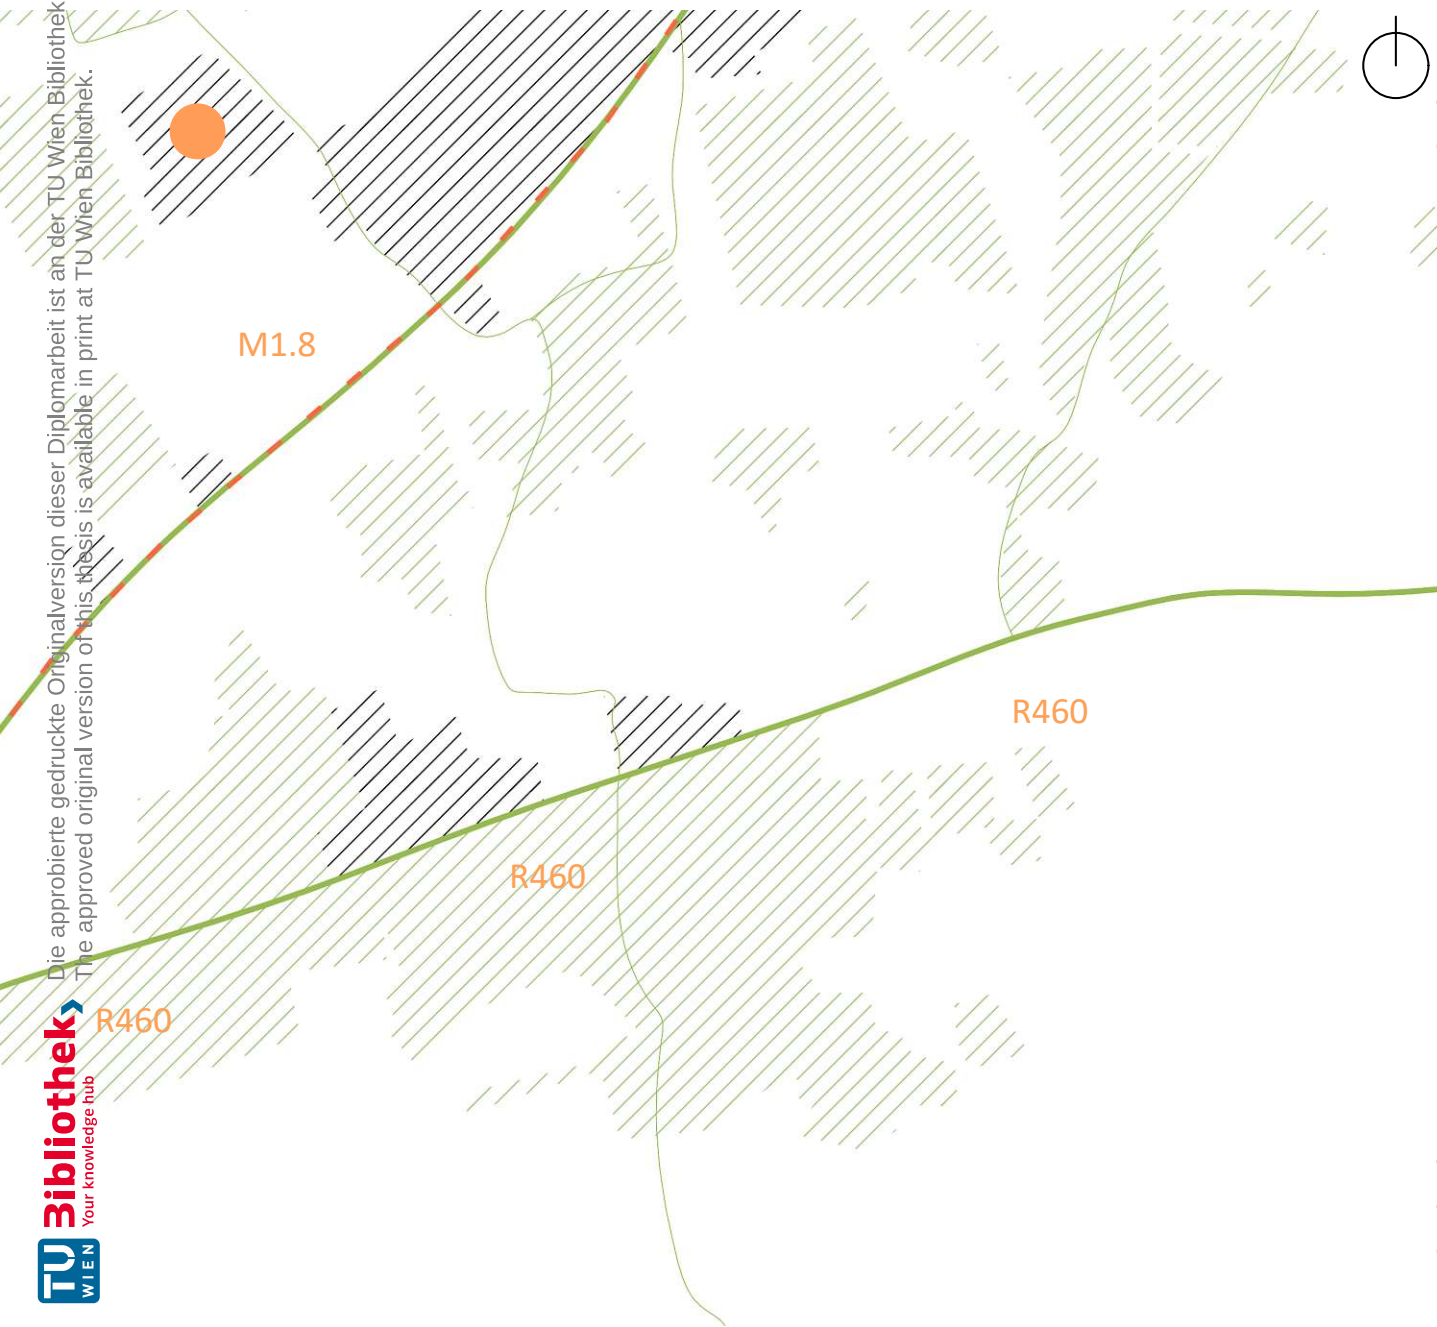 Die approbierte gedruckte Originalversion dieser Diplomarbeit ist an der TU Wien Bibliothek
The approved original version of this thesis is available in print at TU Wien Bibliothek.
M1.8
R460
R460
R460
Bibliothek
Your knowledge hub
TU
WIEN